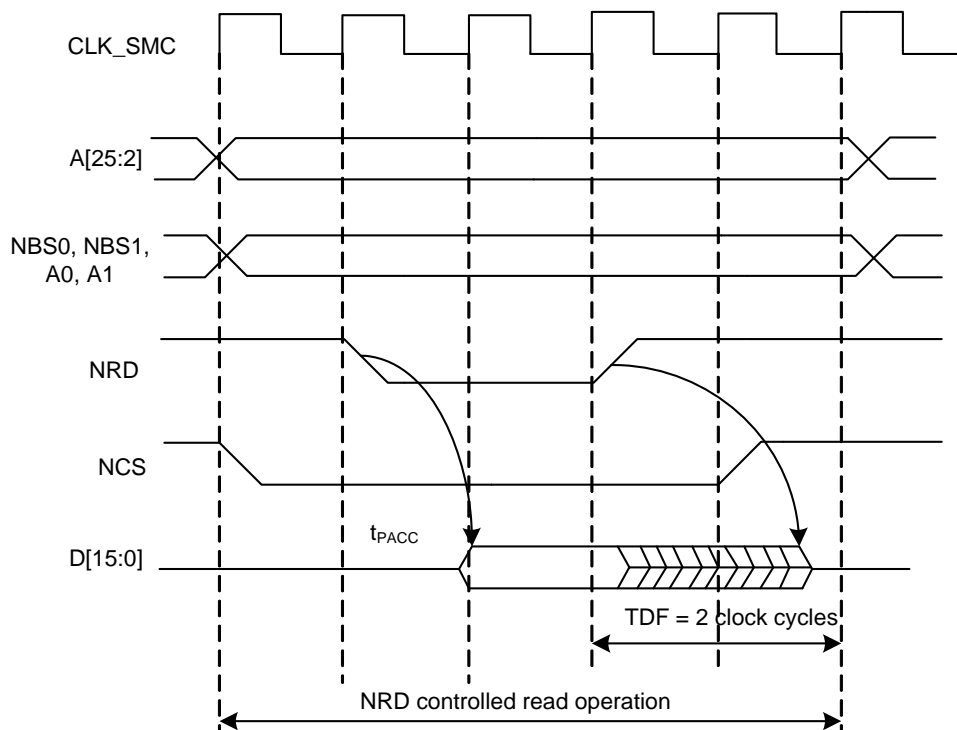 CLK_SMC
A[25:2]
NBS0, NBS1,
A0, A1
NRD
NCS
tPACC
D[15:0]
TDF = 2 clock cycles
NRD controlled read operation